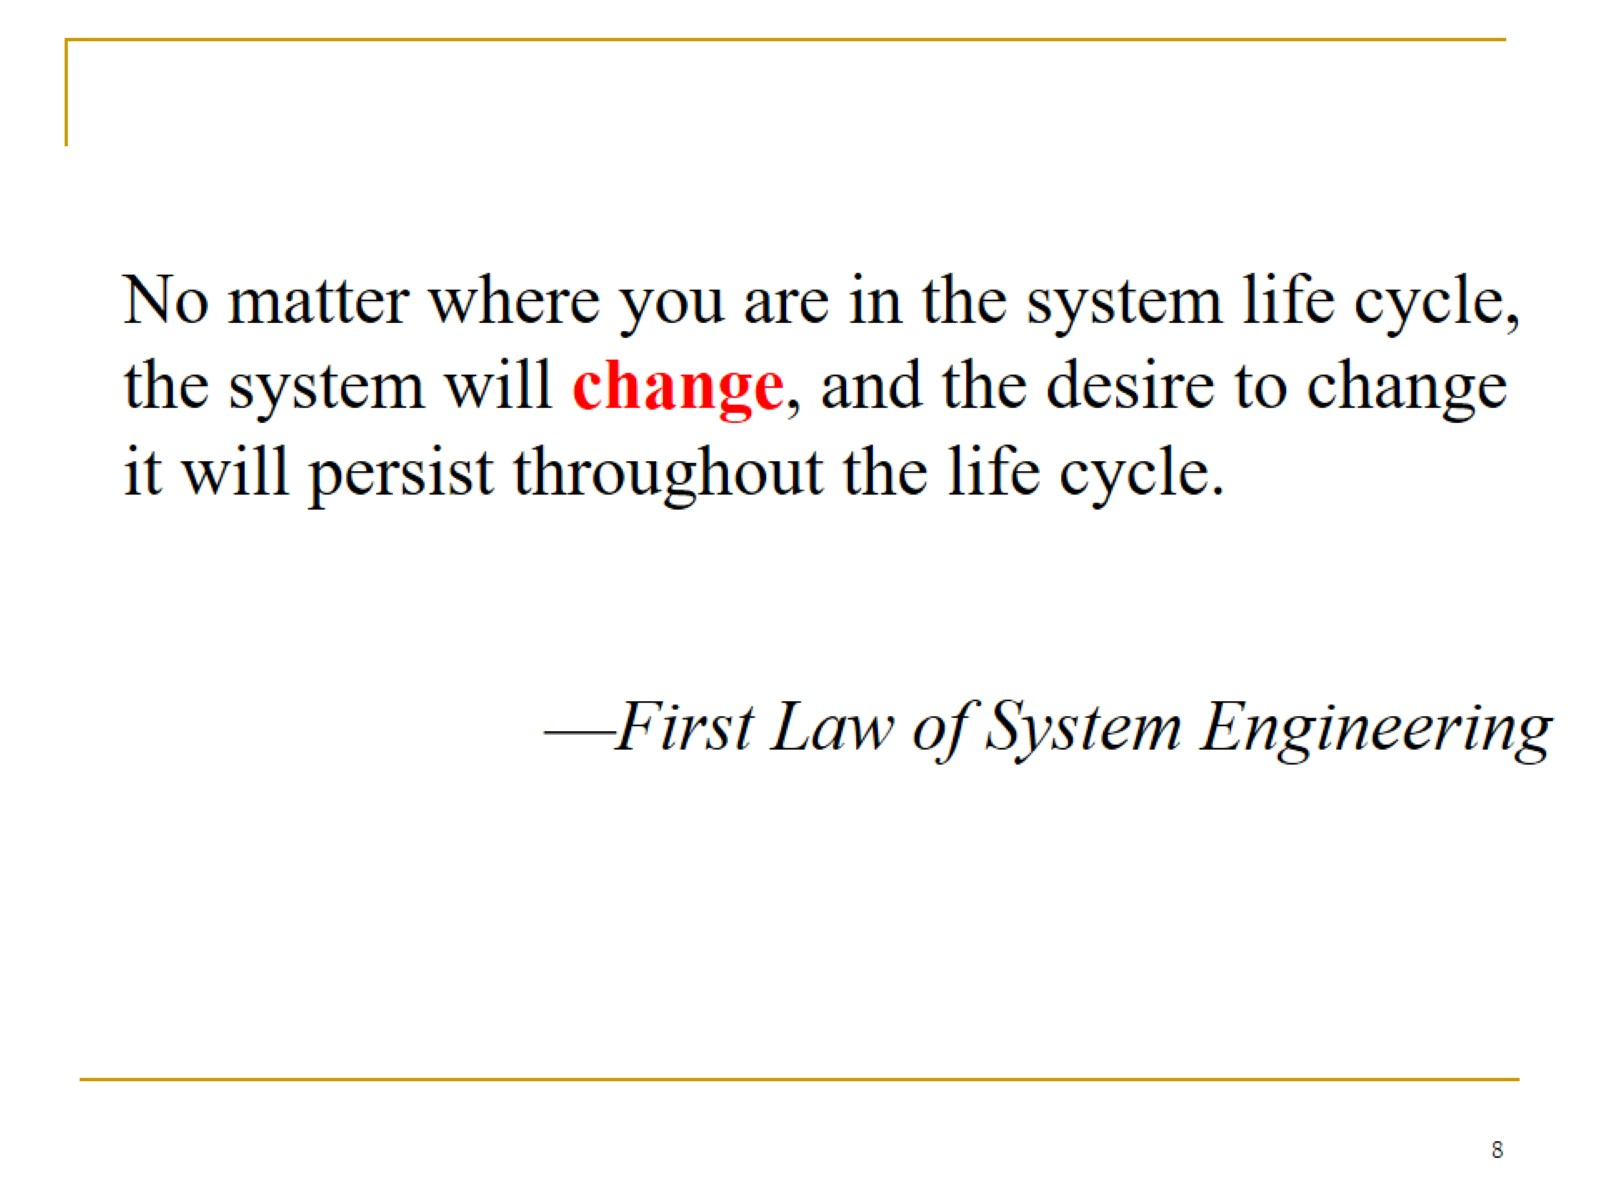 No matter where you are in the system life cycle,
the system will change, and the desire to change
it will persist throughout the life cycle.
—First Law of System Engineering
8